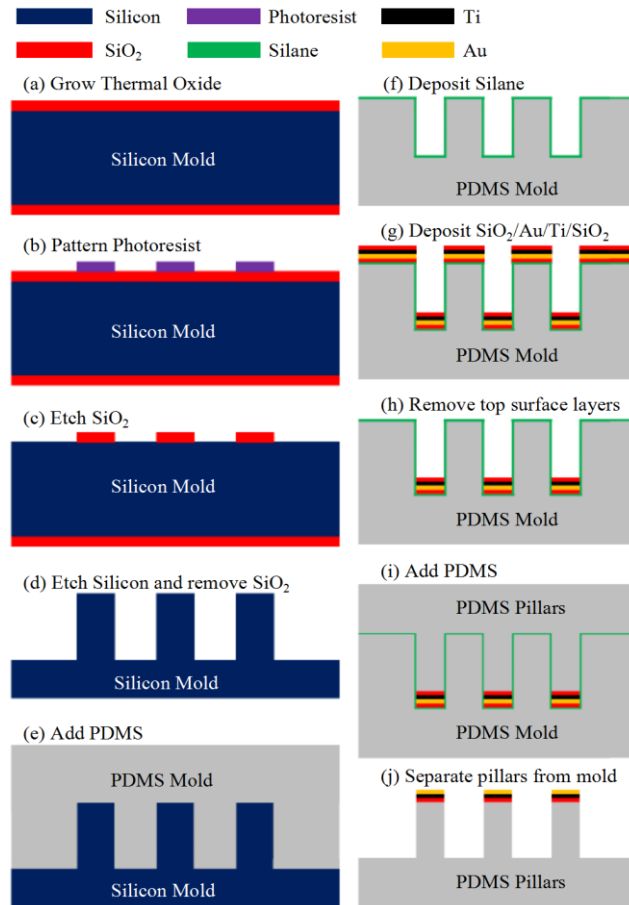 Silicon
Photoresist
Ti
SiO₂
Silane
Au
(a) Grow Thermal Oxide
Silicon Mold
(b) Pattern Photoresist
Silicon Mold
(c) Etch SiO₂
Silicon Mold
(d) Etch Silicon and remove SiO₂
Silicon Mold
(e) Add PDMS
PDMS Mold
Silicon Mold
(f) Deposit Silane
PDMS Mold
(g) Deposit SiO₂/Au/Ti/SiO₂
PDMS Mold
(h) Remove top surface layers
PDMS Mold
(i) Add PDMS
PDMS Pillars
PDMS Mold
(j) Separate pillars from mold
PDMS Pillars